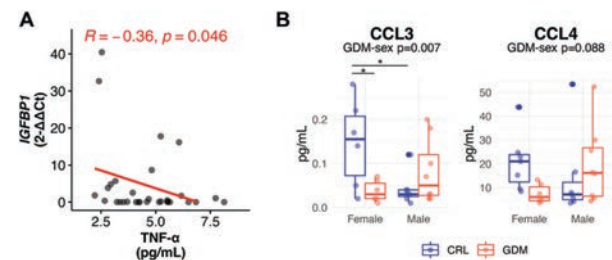 A
R = −0.36, p = 0.046
IGFBP1
(2-ΔΔCt)
40
30
20
10
0
2.5 5.0 7.5
TNF-α
(pg/mL)
B
CCL3
GDM-sex p=0.007
pg/mL
0.2
0.1
0.0
*
*
Female Male
CCL4
GDM-sex p=0.088
pg/mL
50
40
30
20
10
Female Male
CRL GDM